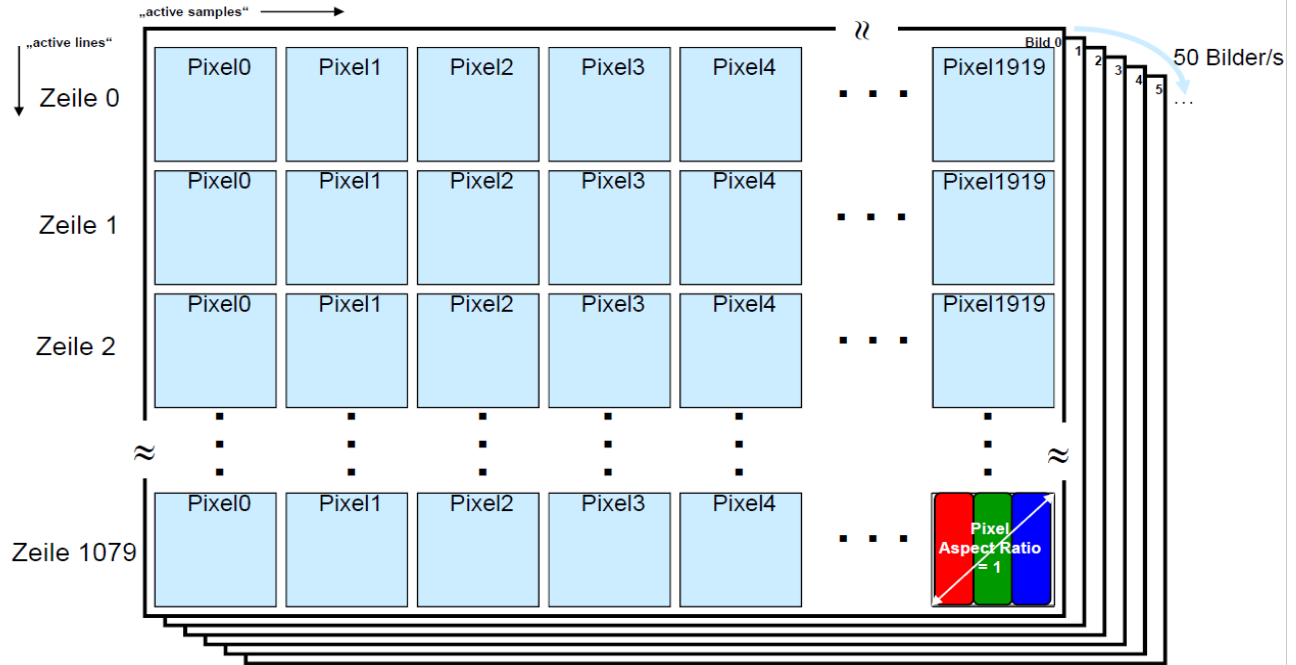 „active samples“
„active lines“
Bild 0
1
2
3
4
5
50 Bilder/s
...
Zeile 0
Pixel0 Pixel1 Pixel2 Pixel3 Pixel4 . . . Pixel1919
Zeile 1
Pixel0 Pixel1 Pixel2 Pixel3 Pixel4 . . . Pixel1919
Zeile 2
Pixel0 Pixel1 Pixel2 Pixel3 Pixel4 . . . Pixel1919
Zeile 1079
Pixel0 Pixel1 Pixel2 Pixel3 Pixel4 . . .
Pixel
Aspect Ratio
= 1